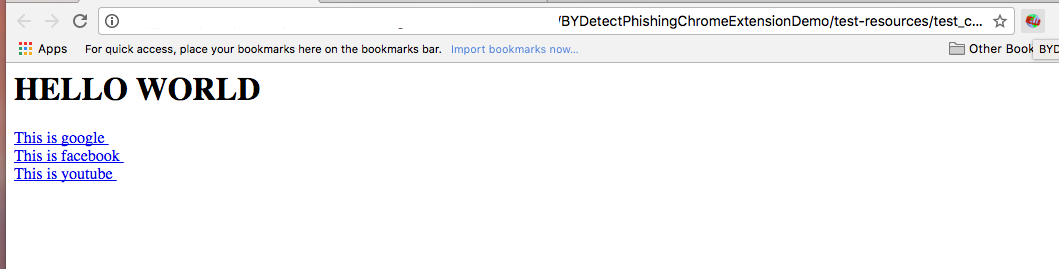 /BYDetectPhishingChromeExtensionDemo/test-resources/test_c...
Apps For quick access, place your bookmarks here on the bookmarks bar. Import bookmarks now... Other Book BYD
HELLO WORLD
This is google
This is facebook
This is youtube